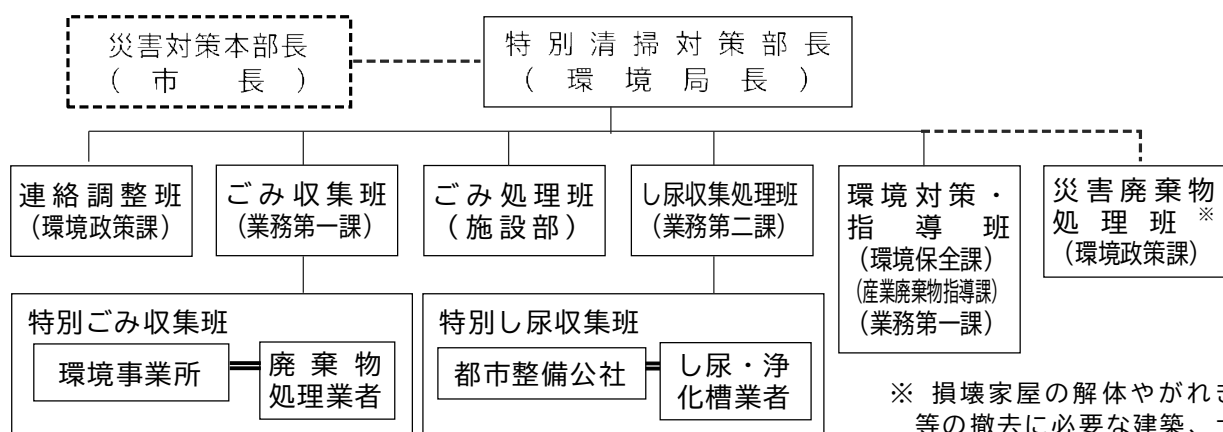 災害対策本部長
(市長)
特別清掃対策部長
(環境局長)
連絡調整班
(環境政策課)
ごみ収集班
(業務第一課)
ごみ処理班
(施設部)
し尿収集処理班
(業務第二課)
環境対策・
指導班
(環境保全課)
(産業廃棄物指導課)
(業務第一課)
災害廃棄物
処理班※
(環境政策課)
特別ごみ収集班
環境事業所
廃棄物
処理業者
特別し尿収集班
都市整備公社
し尿・浄
化槽業者
※ 損壊家屋の解体やがれき
等の撤去に必要な建築、